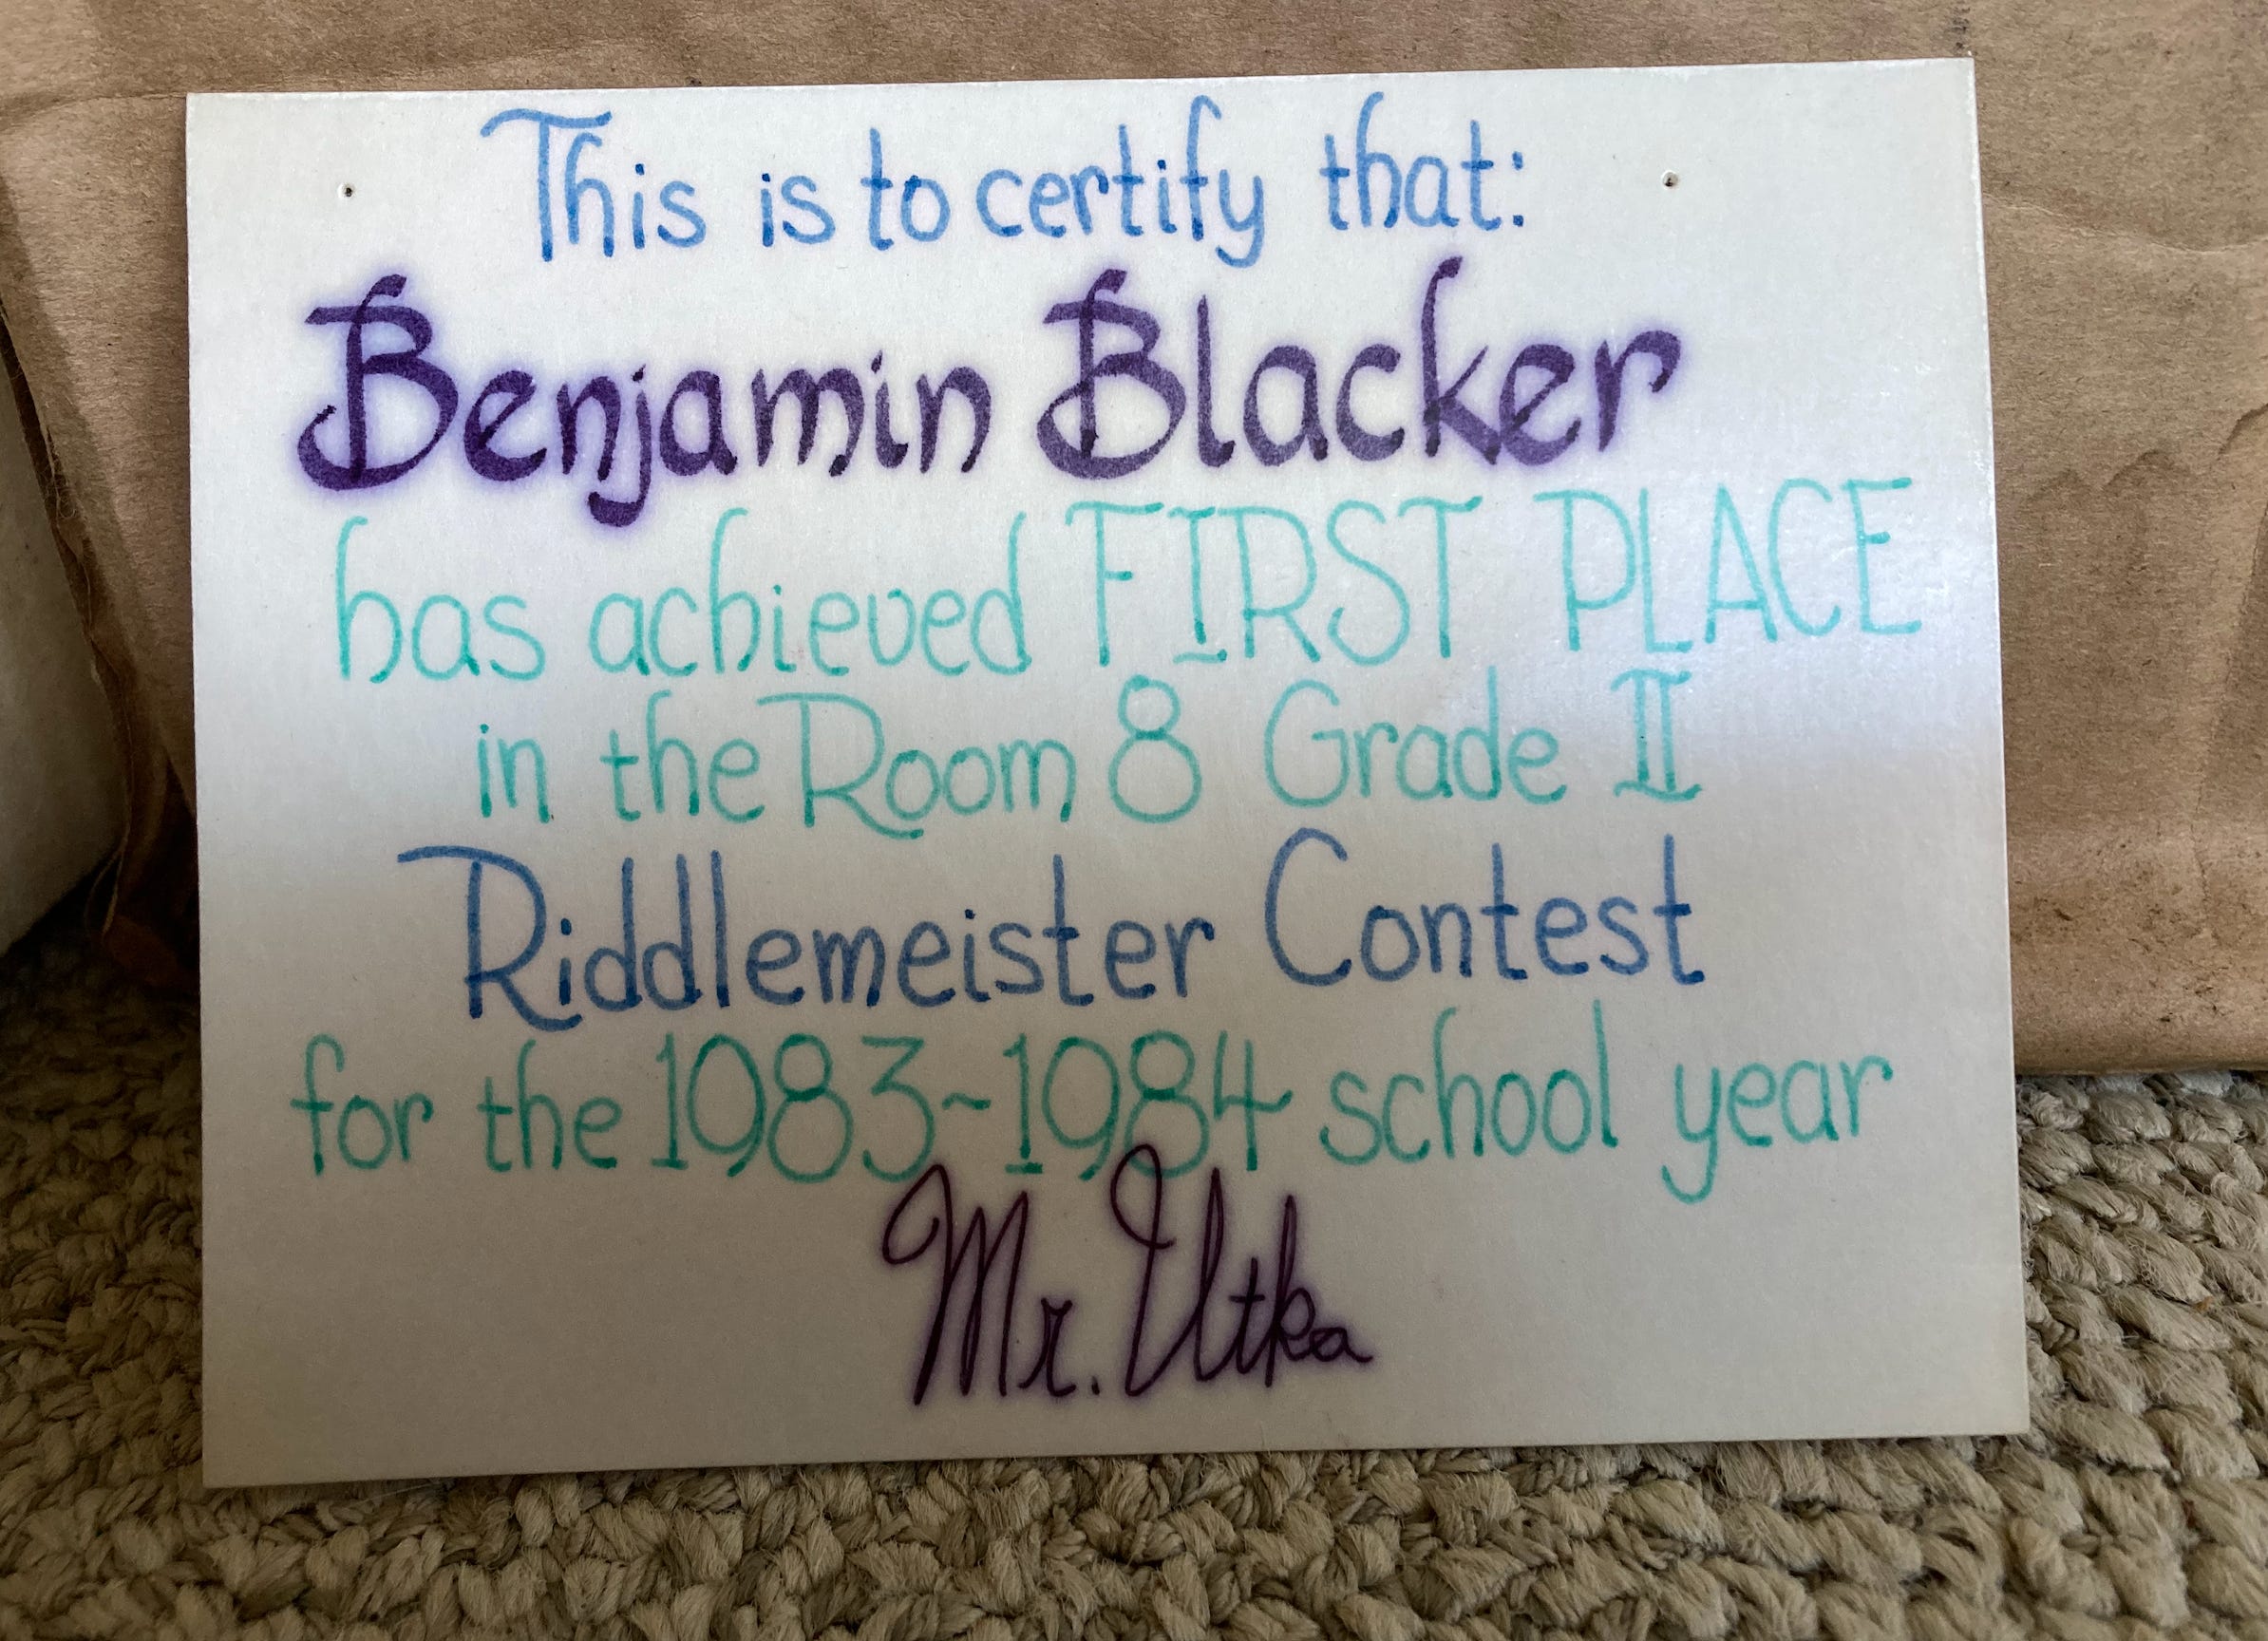 This is to certify that:
Benjamin Blacker
has achieved FIRST PLACE
in the Room 8 Grade II
Riddlemeister Contest
for the 1983~1984 school year
Mr. Utka